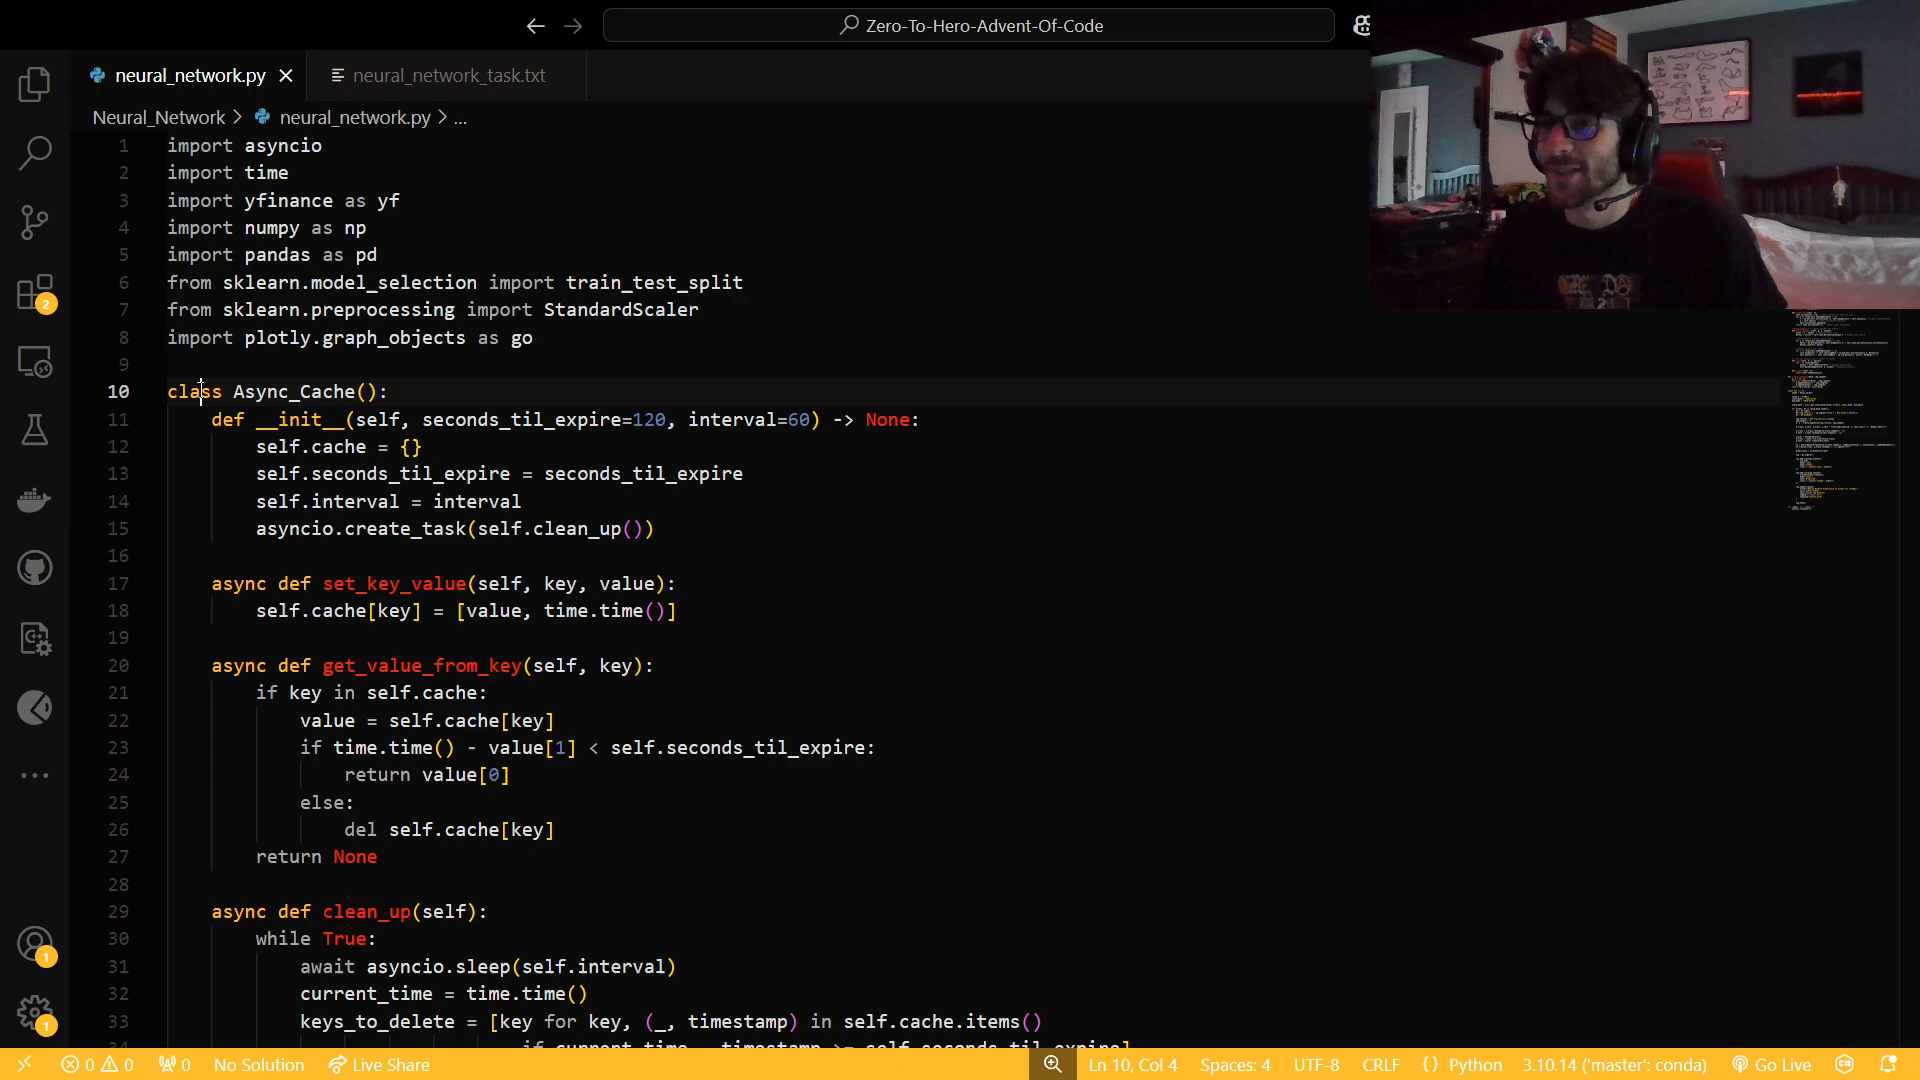 Zero-To-Hero-Advent-Of-Code
neural_network.py
neural_network_task.txt
Neural_Network > neural_network.py > ...
1 import asyncio
2 import time
3 import yfinance as yf
4 import numpy as np
5 import pandas as pd
6 from sklearn.model_selection import train_test_split
7 from sklearn.preprocessing import StandardScaler
8 import plotly.graph_objects as go
9
10 class Async_Cache():
11 def __init__(self, seconds_til_expire=120, interval=60) -> None:
12 self.cache = {}
13 self.seconds_til_expire = seconds_til_expire
14 self.interval = interval
15 asyncio.create_task(self.clean_up())
16
17 async def set_key_value(self, key, value):
18 self.cache[key] = [value, time.time()]
19
20 async def get_value_from_key(self, key):
21 if key in self.cache:
22 value = self.cache[key]
23 if time.time() - value[1] < self.seconds_til_expire:
24 return value[0]
25 else:
26 del self.cache[key]
27 return None
28
29 async def clean_up(self):
30 while True:
31 await asyncio.sleep(self.interval)
32 current_time = time.time()
33 keys_to_delete = [key for key, (_, timestamp) in self.cache.items()
34 if current_time - timestamp >= self.seconds_til_expire]
2
1
1
0 0 0 No Solution Live Share Ln 10, Col 4 Spaces: 4 UTF-8 CRLF {} Python 3.10.14 ('master': conda) Go Live